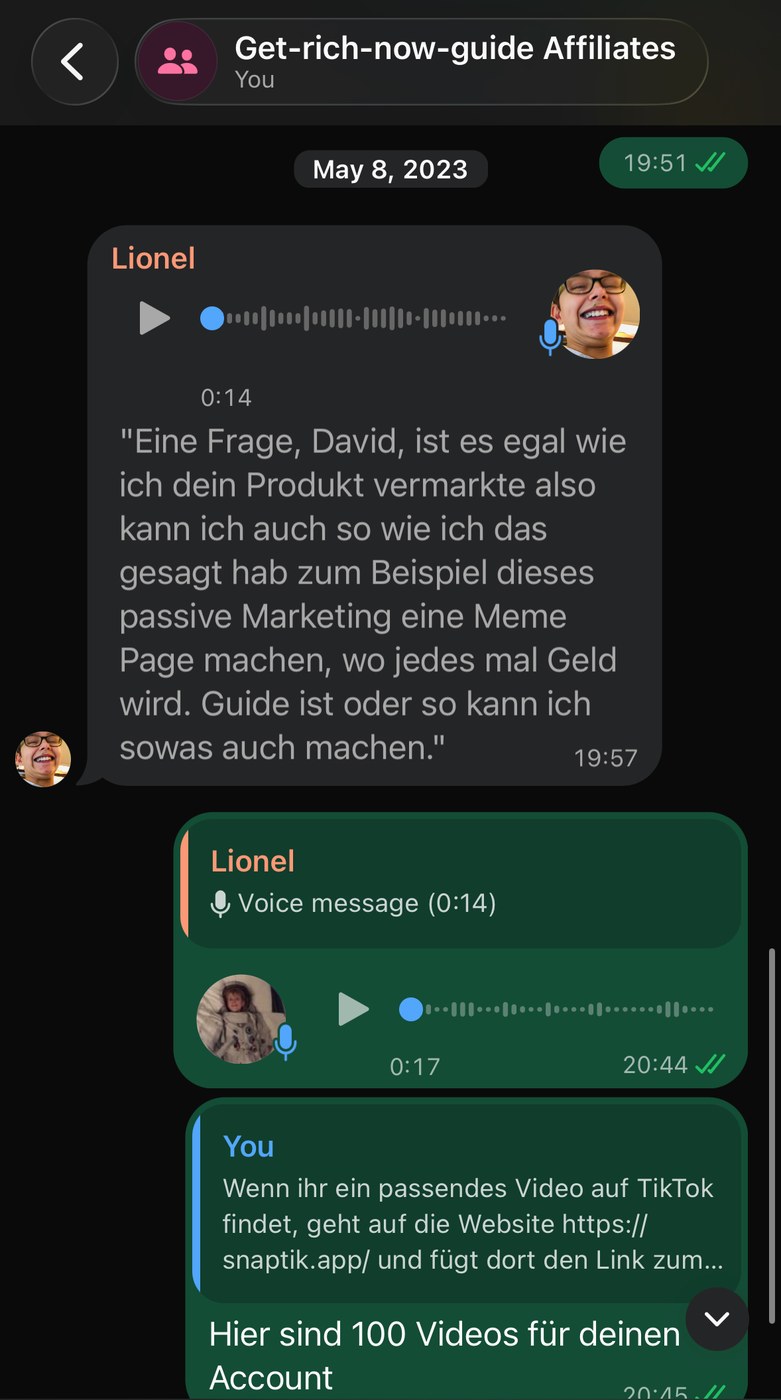 Get-rich-now-guide Affiliates
You
19:51
May 8, 2023
Lionel
0:14
"Eine Frage, David, ist es egal wie
ich dein Produkt vermarkte also
kann ich auch so wie ich das
gesagt hab zum Beispiel dieses
passive Marketing eine Meme
Page machen, wo jedes mal Geld
wird. Guide ist oder so kann ich
sowas auch machen."
19:57
Lionel
Voice message (0:14)
0:17
20:44
You
Wenn ihr ein passendes Video auf TikTok
findet, geht auf die Website https://
snaptik.app/ und fügt dort den Link zum...
Hier sind 100 Videos für deinen
Account
20:45